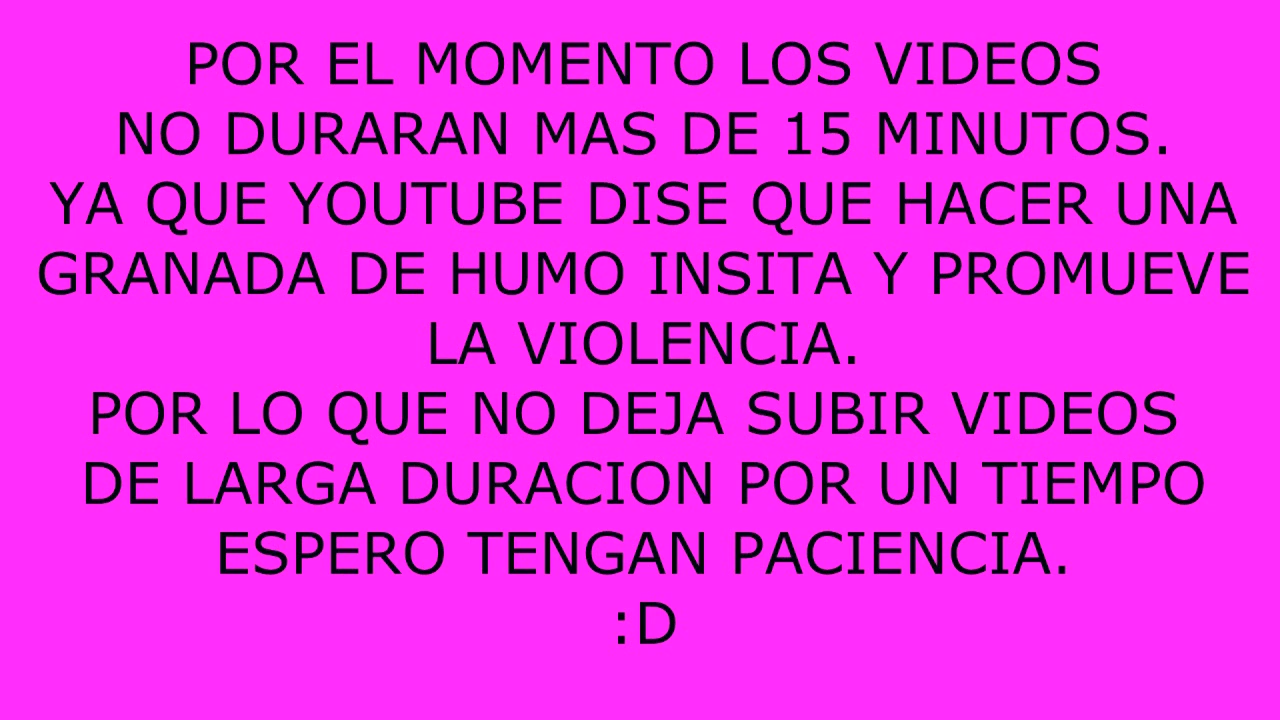 POR EL MOMENTO LOS VIDEOS
NO DURARAN MAS DE 15 MINUTOS.
YA QUE YOUTUBE DISE QUE HACER UNA
GRANADA DE HUMO INSITA Y PROMUEVE
LA VIOLENCIA.
POR LO QUE NO DEJA SUBIR VIDEOS
DE LARGA DURACION POR UN TIEMPO
ESPERO TENGAN PACIENCIA.
:D